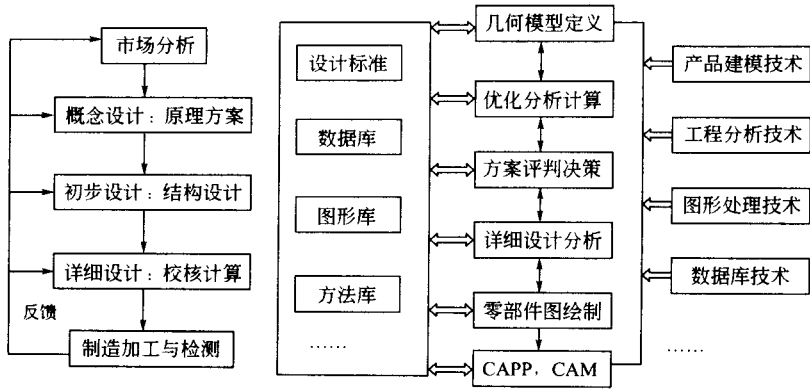 市场分析
概念设计：原理方案
初步设计：结构设计
详细设计：校核计算
反馈
制造加工与检测
设计标准
数据库
图形库
方法库
……
几何模型定义
优化分析计算
方案评判决策
详细设计分析
零部件图绘制
CAPP，CAM
产品建模技术
工程分析技术
图形处理技术
数据库技术
……